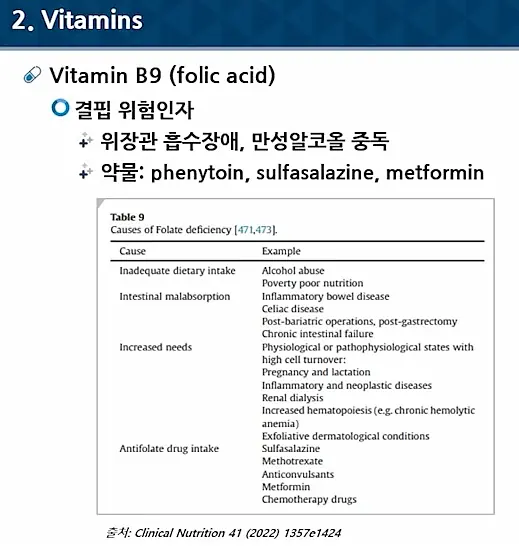 2. Vitamins
Vitamin B9 (folic acid)
결핍 위험인자
위장관 흡수장애, 만성알코올 중독
약물: phenytoin, sulfasalazine, metformin
Table 9
Causes of Folate deficiency [471,473].
Cause Example
Inadequate dietary intake Alcohol abuse
Poverty poor nutrition
Intestinal malabsorption Inflammatory bowel disease
Celiac disease
Post-bariatric operations, post-gastrectomy
Chronic intestinal failure
Increased needs Physiological or pathophysiological states with
high cell turnover:
Pregnancy and lactation
Inflammatory and neoplastic diseases
Renal dialysis
Increased hematopoiesis (e.g. chronic hemolytic
anemia)
Exfoliative dermatological conditions
Antifolate drug intake Sulfasalazine
Methotrexate
Anticonvulsants
Metformin
Chemotherapy drugs
출처: Clinical Nutrition 41 (2022) 1357e1424